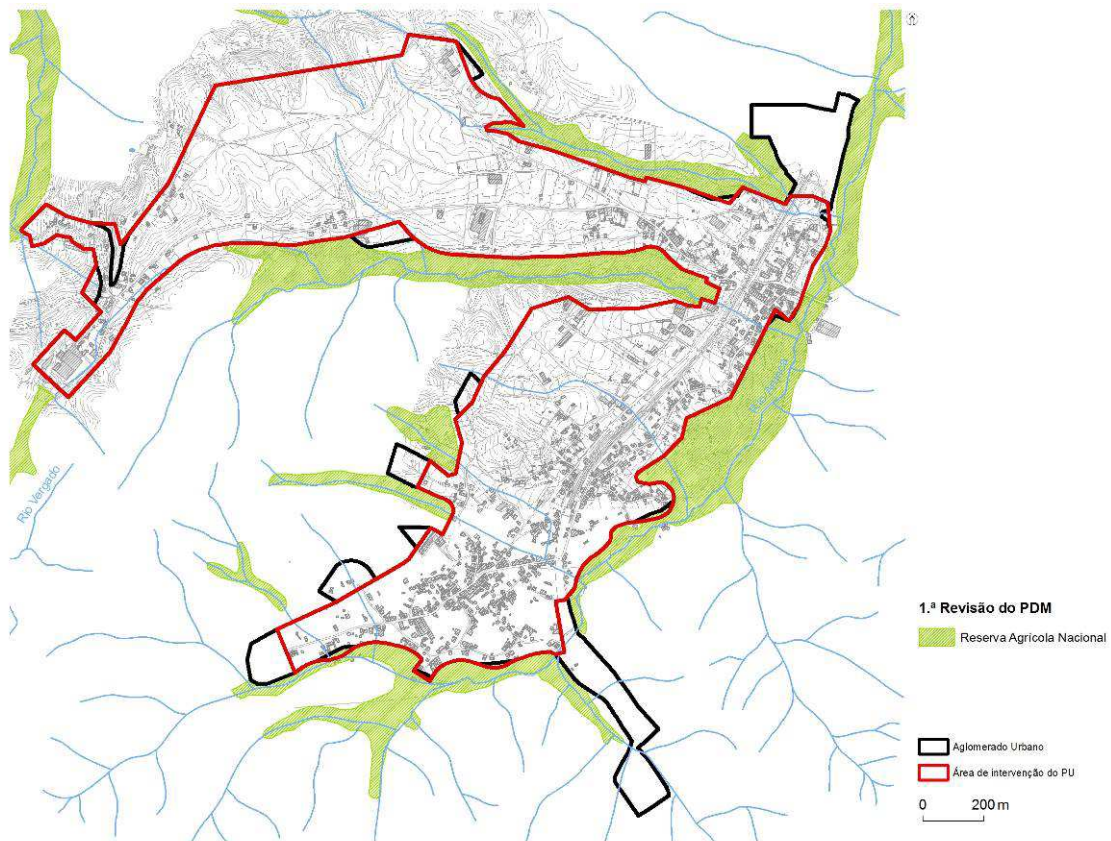 Rio Vergado
1.ª Revisão do PDM
Reserva Agrícola Nacional
Aglomerado Urbano
Área de intervenção do PU
0 200 m